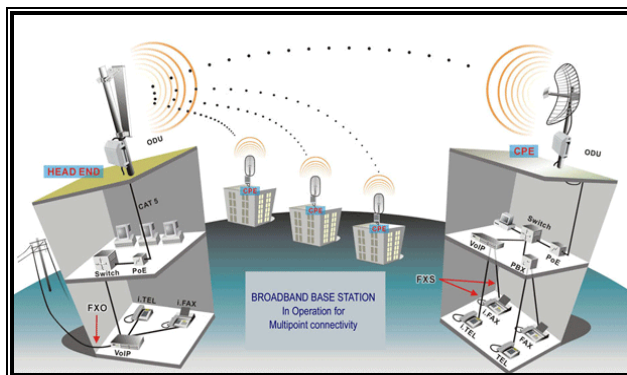 ODU
HEAD END
CAT 5
Switch
PoE
FXO
i.TEL
i.FAX
VoIP
CPE
CPE
CPE
BROADBAND BASE STATION
In Operation for
Multipoint connectivity
CPE
ODU
Switch
VoIP
PoE
PBX
FXS
i.FAX
i.TEL
FAX
TEL